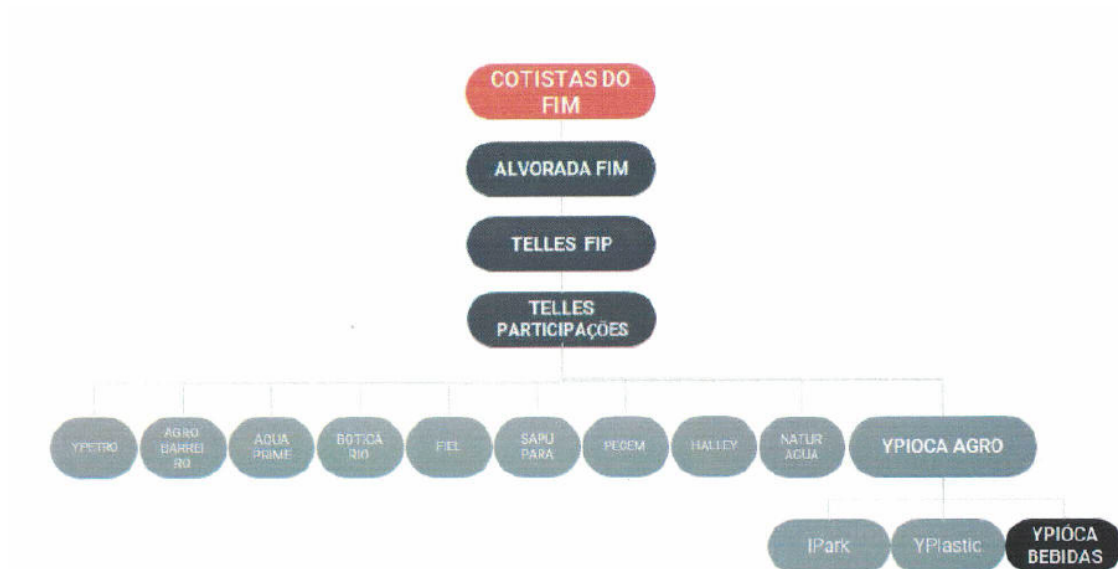 COTISTAS DO
FIM
ALVORADA FIM
TELLES FIP
TELLES
PARTICIPAÇÕES
YPETRO
AGRO
BARREI
RO
AQUA
PRIME
BOTICÁ
RIO
FIEL
SAPU
PARA
PECEM
HALLEY
NATUR
AGUA
YPIOCA AGRO
IPark
YPlastic
YPIÓCA
BEBIDAS